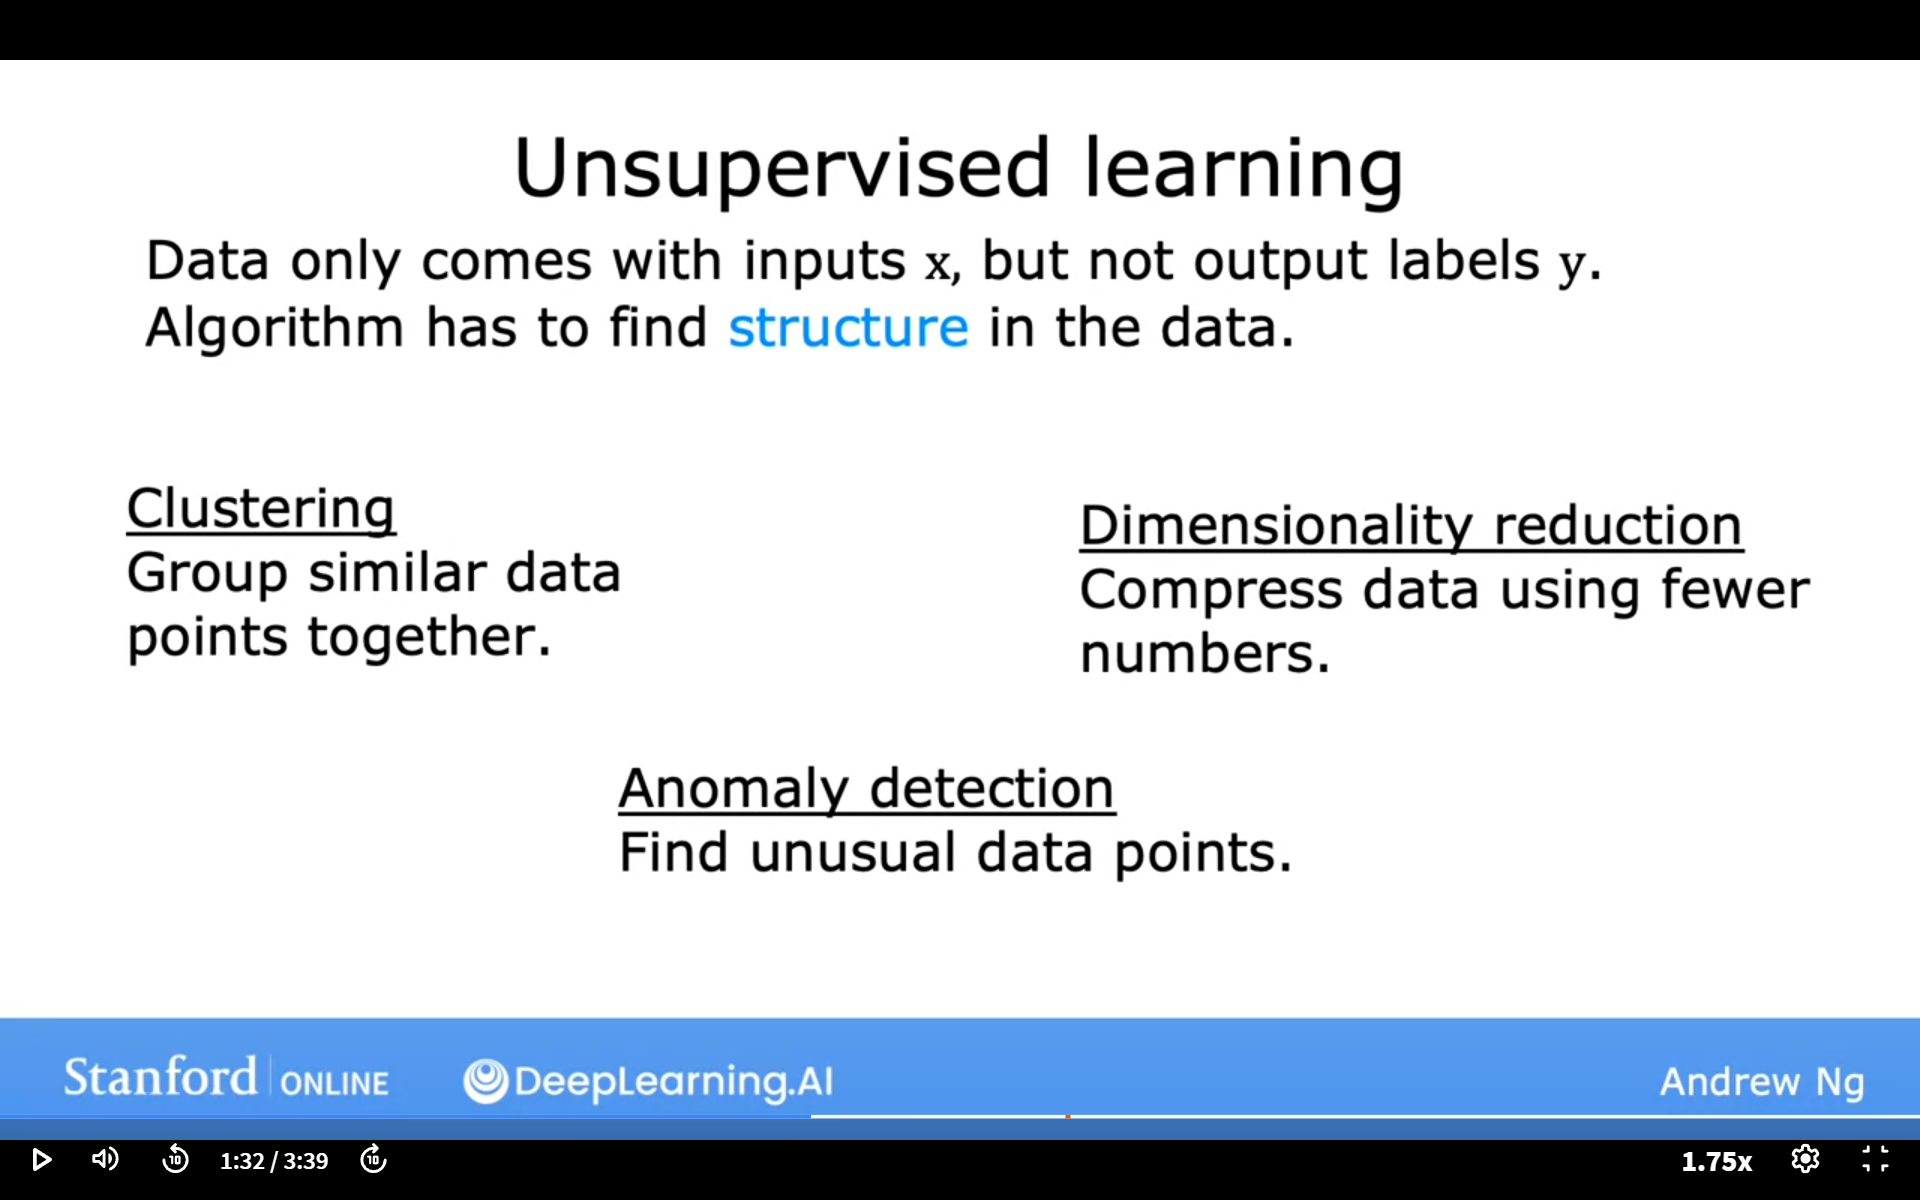 Unsupervised learning
Data only comes with inputs x, but not output labels y.
Algorithm has to find structure in the data.
Clustering
Group similar data
points together.
Dimensionality reduction
Compress data using fewer
numbers.
Anomaly detection
Find unusual data points.
Stanford ONLINE
DeepLearning.AI
Andrew Ng
10
1:32 / 3:39
10
1.75x